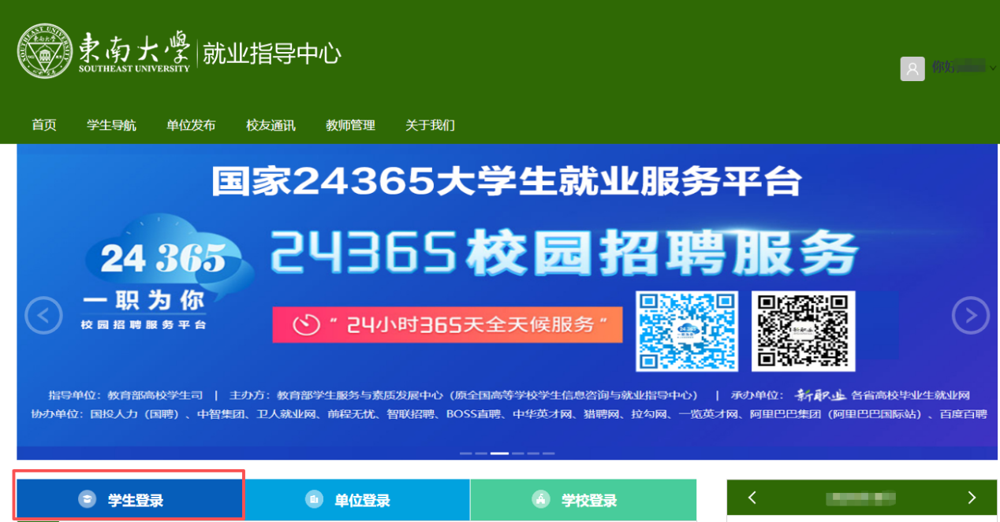 東南大學
SOUTHEAST UNIVERSITY
就业指导中心
你好
首页 学生导航 单位发布 校友通讯 教师管理 关于我们
国家24365大学生就业服务平台
24365校园招聘服务
24 365
一职为你
校园招聘服务平台
“24小时365天全天候服务”
指导单位：教育部高校学生司 | 主办方：教育部学生服务与素质发展中心（原全国高等学校学生信息咨询与就业指导中心） | 承办单位：新职业 各省高校毕业生就业网
协办单位：国投人力（国聘）、中智集团、卫人就业网、前程无忧、智联招聘、BOSS直聘、中华英才网、猎聘网、拉勾网、一览英才网、阿里巴巴集团（阿里巴巴国际站）、百度百聘
学生登录 单位登录 学校登录